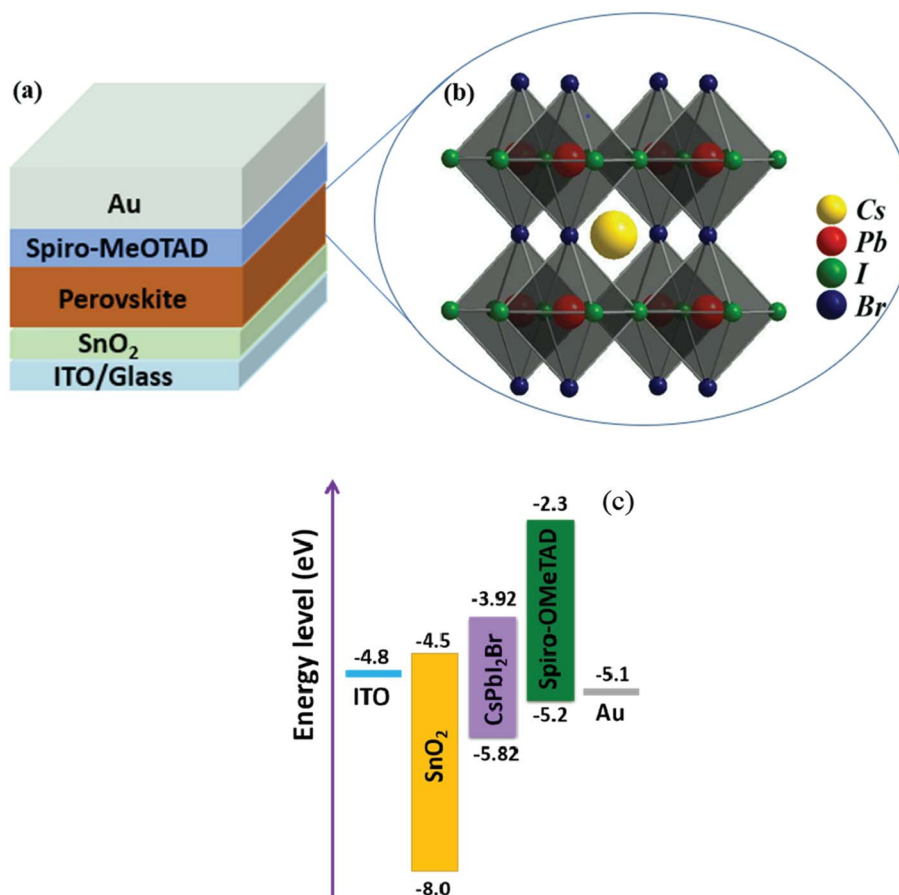 (a)
Au
Spiro-MeOTAD
Perovskite
SnO₂
ITO/Glass
(b)
Cs
Pb
I
Br
(c)
Energy level (eV)
-4.8
ITO
-4.5
SnO₂
-8.0
-3.92
CsPbI₂Br
-5.82
-2.3
Spiro-OMeTAD
-5.2
-5.1
Au